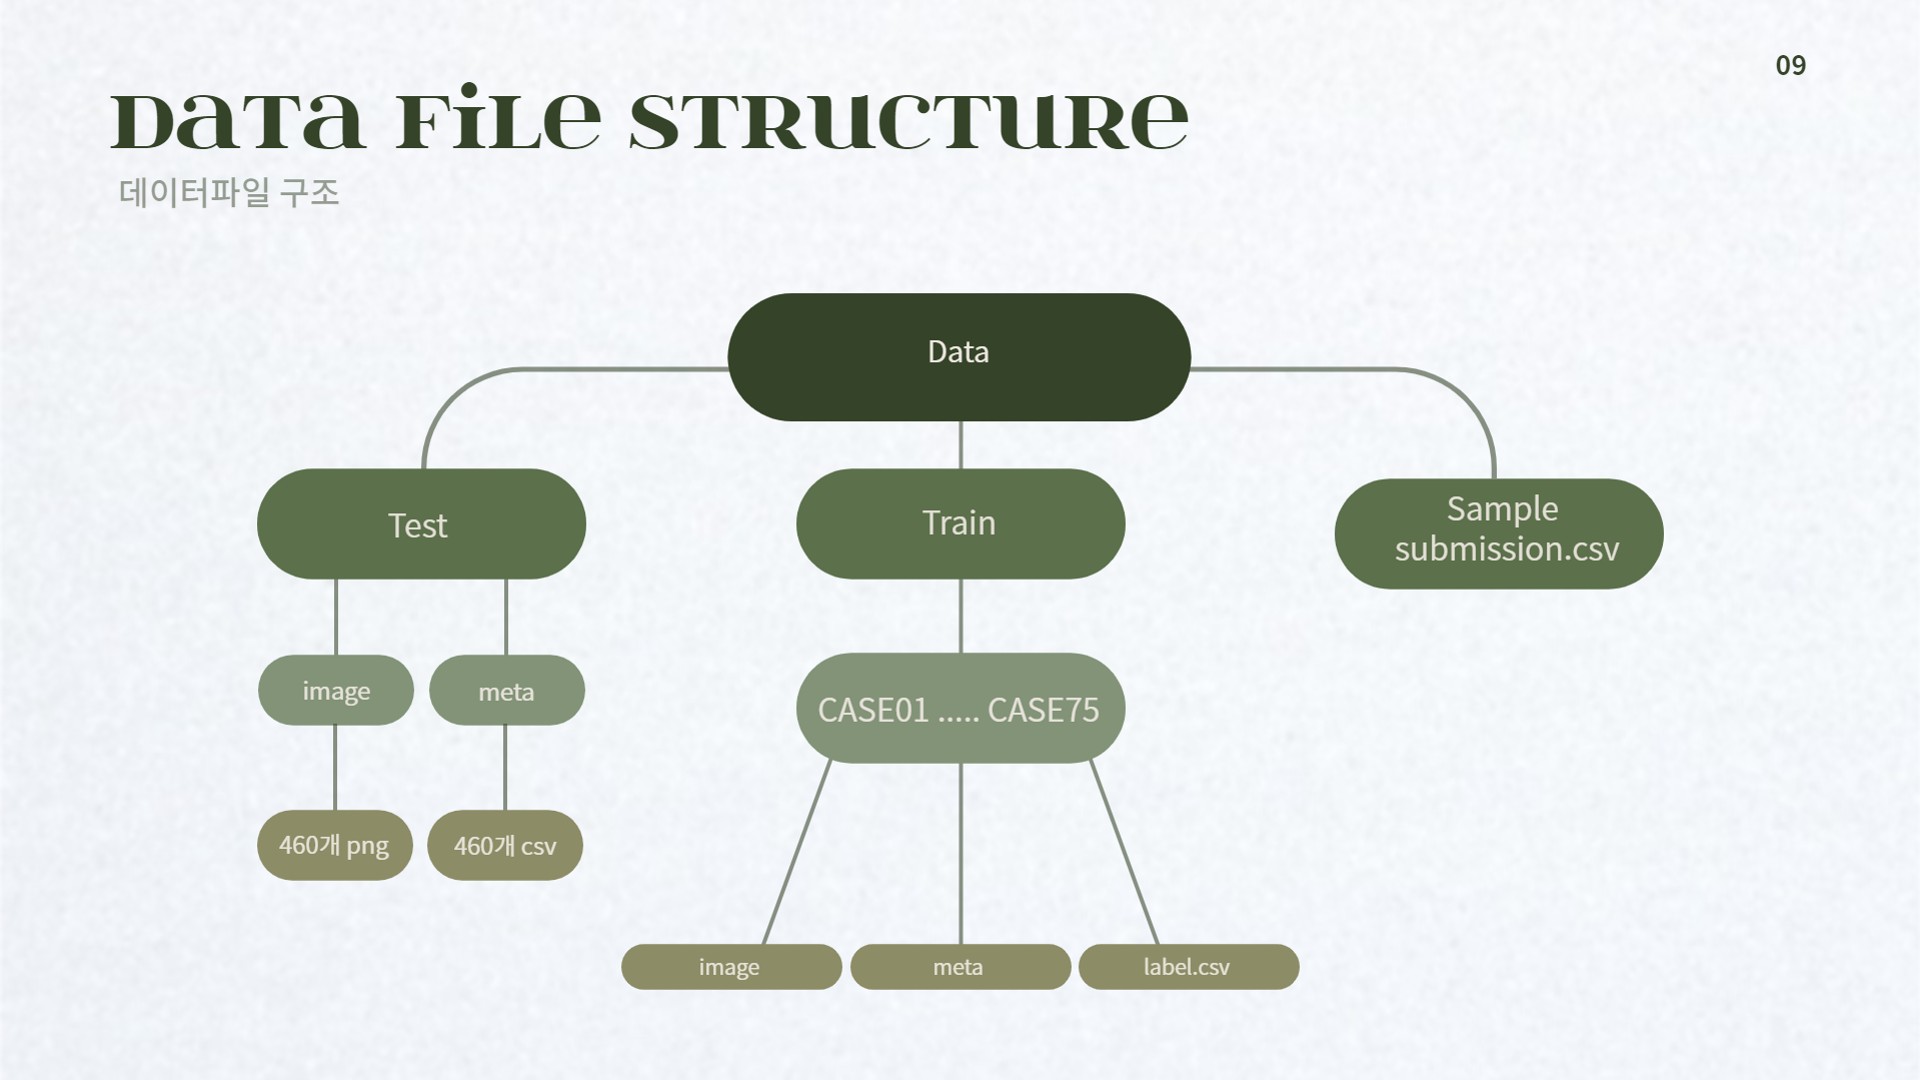 09
Data File Structure
데이터파일 구조
Data
Test
Train
Sample
submission.csv
image
meta
CASE01 ..... CASE75
460개 png
460개 csv
image
meta
label.csv